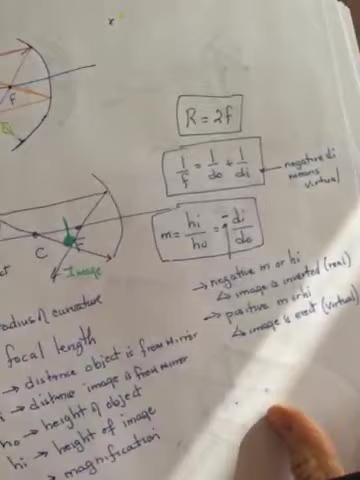 F
R = 2f
1/f = 1/do + 1/di
negative di
means
virtual
m = hi/ho = -di/do
C
F
Image
→ negative m or hi
↳ image is inverted (real)
→ positive m or hi
↳ image is erect (virtual)
radius of curvature
focal length
→ distance object is from mirror
→ distance image is from mirror
ho → height of object
hi → height of image
→ magnification